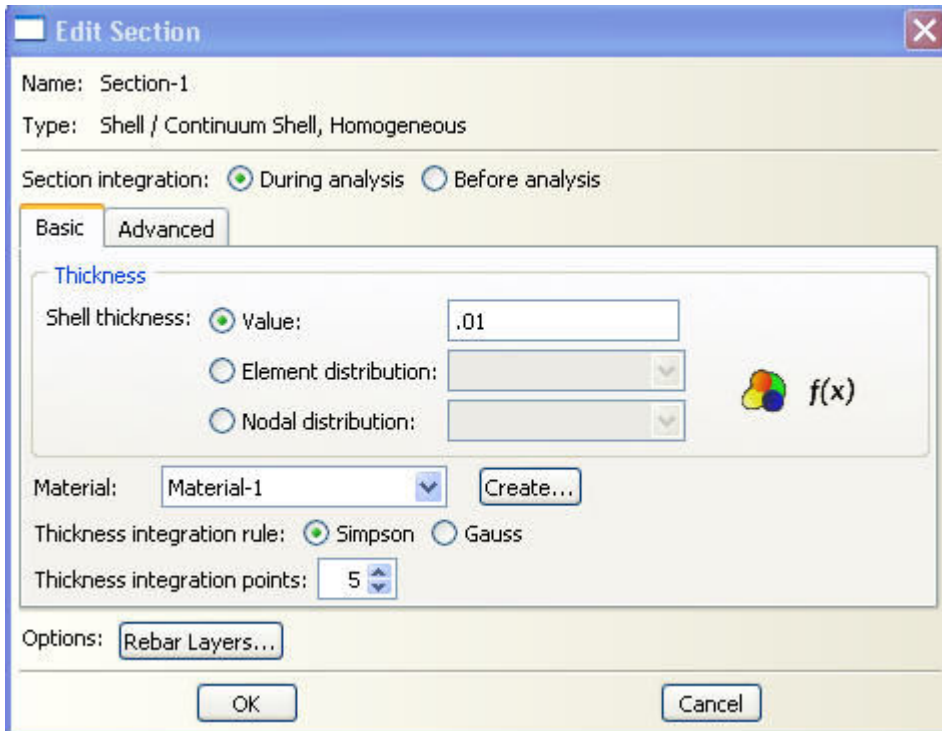 Edit Section
Name: Section-1
Type: Shell / Continuum Shell, Homogeneous
Section integration: During analysis Before analysis
Basic Advanced
Thickness
Shell thickness: Value: .01
Element distribution:
f(x)
Nodal distribution:
Material: Material-1 Create...
Thickness integration rule: Simpson Gauss
Thickness integration points: 5
Options: Rebar Layers...
OK Cancel